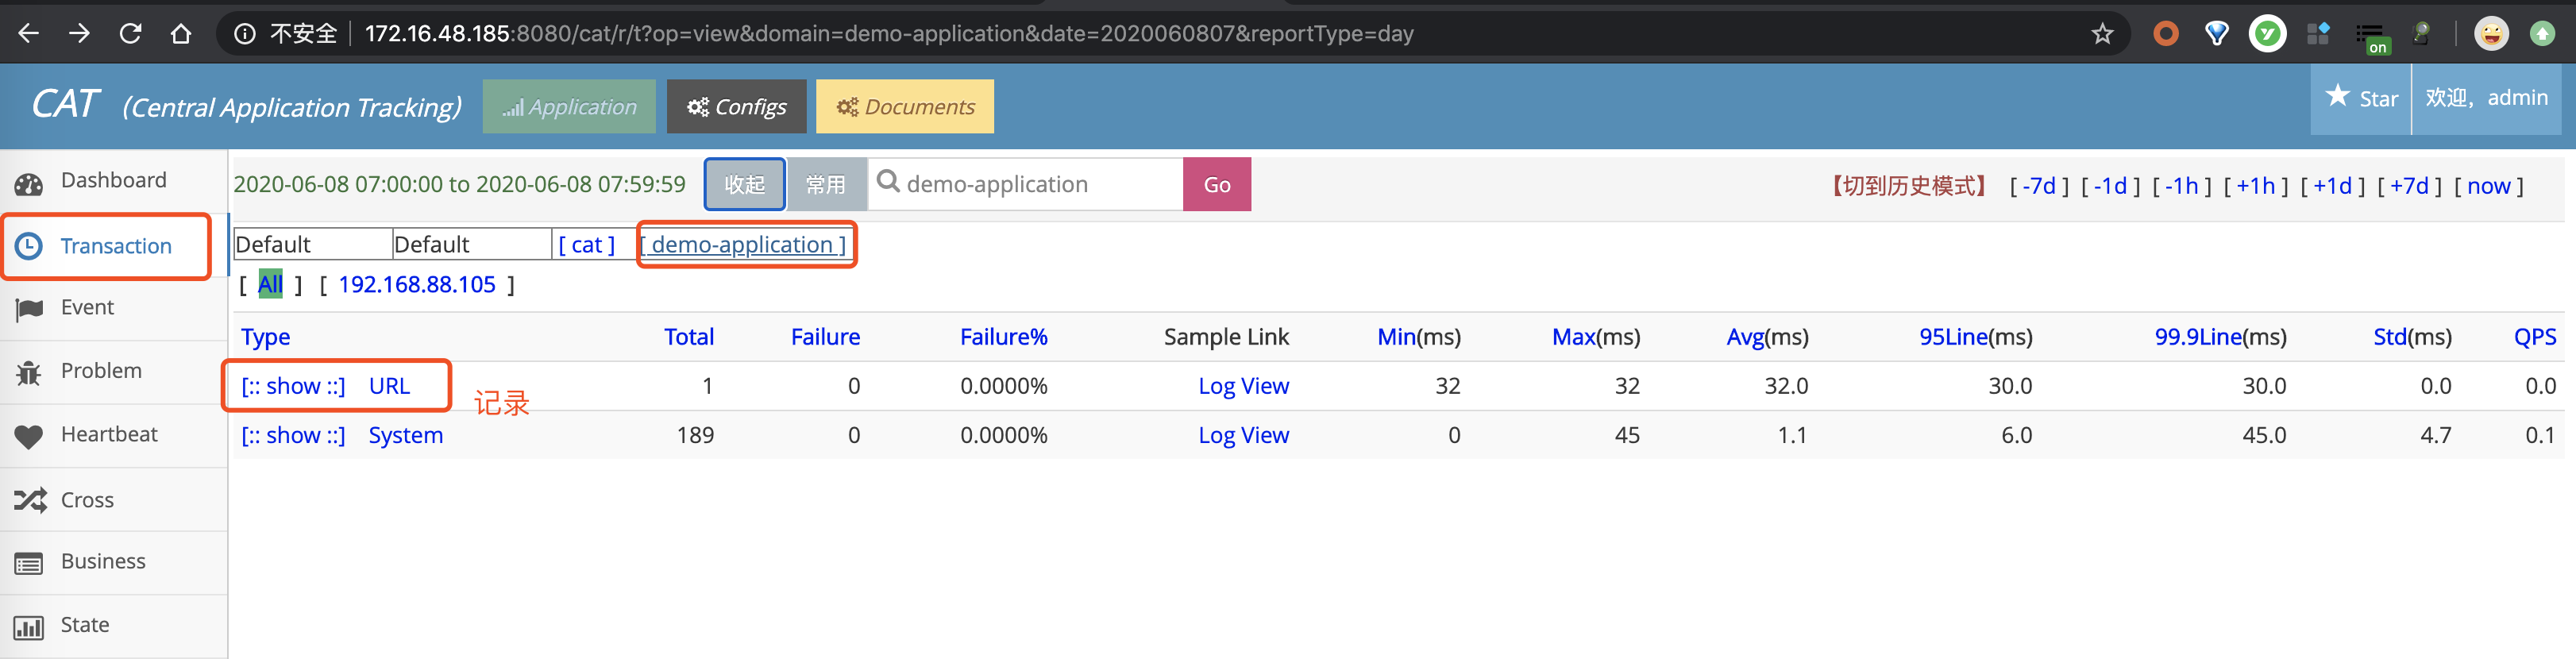 不安全 172.16.48.185:8080/cat/r/t?op=view&domain=demo-application&date=2020060807&reportType=day
on
CAT (Central Application Tracking) Application Configs Documents Star 欢迎，admin
Dashboard
Transaction
Event
Problem
Heartbeat
Cross
Business
State
2020-06-08 07:00:00 to 2020-06-08 07:59:59 收起 常用 demo-application Go 【切到历史模式】 [ -7d ] [ -1d ] [ -1h ] [ +1h ] [ +1d ] [ +7d ] [ now ]
Default Default [ cat ] [ demo-application ]
[ All ] [ 192.168.88.105 ]
Type Total Failure Failure% Sample Link Min(ms) Max(ms) Avg(ms) 95Line(ms) 99.9Line(ms) Std(ms) QPS
[:: show ::] URL 1 0 0.0000% Log View 32 32 32.0 30.0 30.0 0.0 0.0
记录
[:: show ::] System 189 0 0.0000% Log View 0 45 1.1 6.0 45.0 4.7 0.1